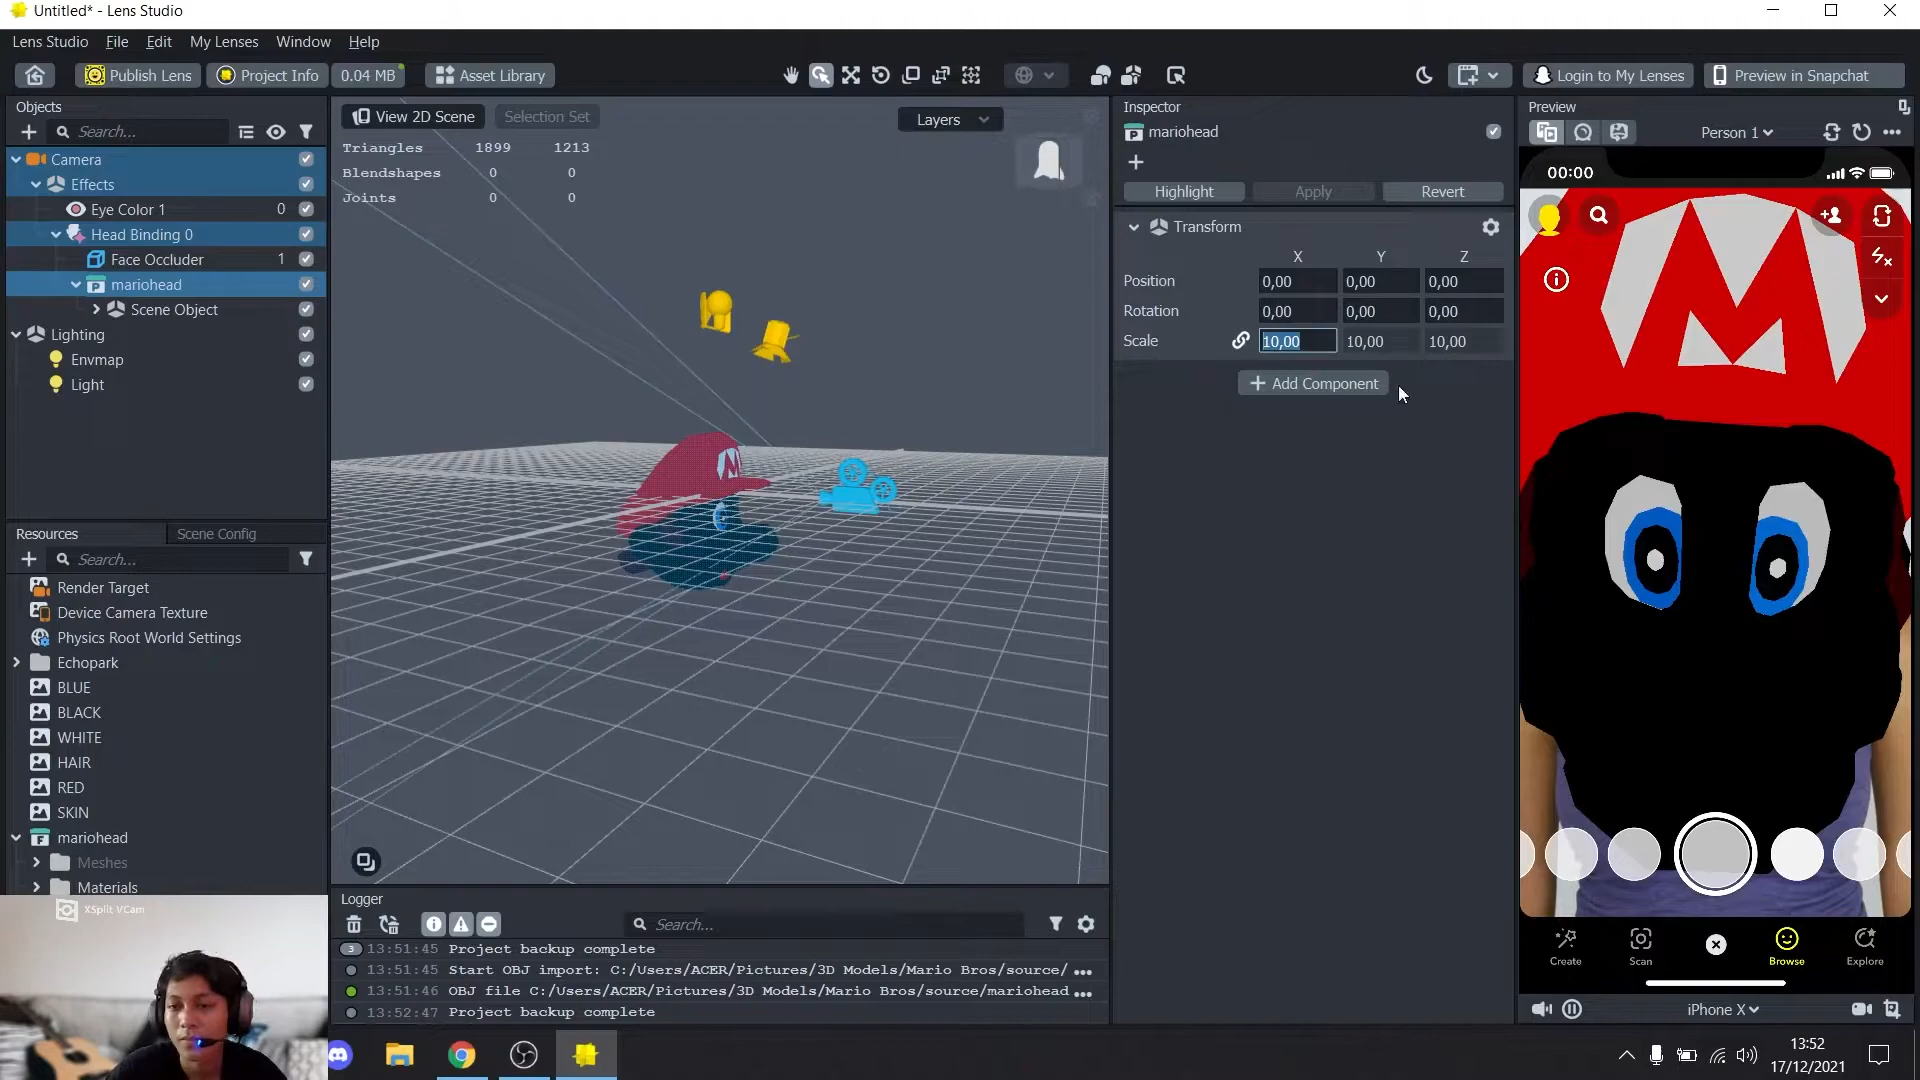 Untitled* - Lens Studio
Lens Studio File Edit My Lenses Window Help
Publish Lens Project Info 0.04 MB Asset Library Login to My Lenses Preview in Snapchat
Objects
Search...
Camera
Effects
Eye Color 1 0
Head Binding 0
Face Occluder 1
mariohead
Scene Object
Lighting
Envmap
Light
Resources Scene Config
Search...
Render Target
Device Camera Texture
Physics Root World Settings
Echopark
BLUE
BLACK
WHITE
HAIR
RED
SKIN
mariohead
Meshes
Materials
XSplit VCam
View 2D Scene Selection Set Layers
Triangles 1899 1213
Blendshapes 0 0
Joints 0 0
M
Logger
Search...
3 13:51:45 Project backup complete
13:51:45 Start OBJ import: C:/Users/ACER/Pictures/3D Models/Mario Bros/source/ ...
13:51:46 OBJ file C:/Users/ACER/Pictures/3D Models/Mario Bros/source/mariohead ...
13:52:47 Project backup complete
Inspector
mariohead
Highlight Apply Revert
Transform
X Y Z
Position 0,00 0,00 0,00
Rotation 0,00 0,00 0,00
Scale 10,00 10,00 10,00
+ Add Component
Preview
Person 1
00:00
M
Create Scan Browse Explore
iPhone X
13:52
17/12/2021